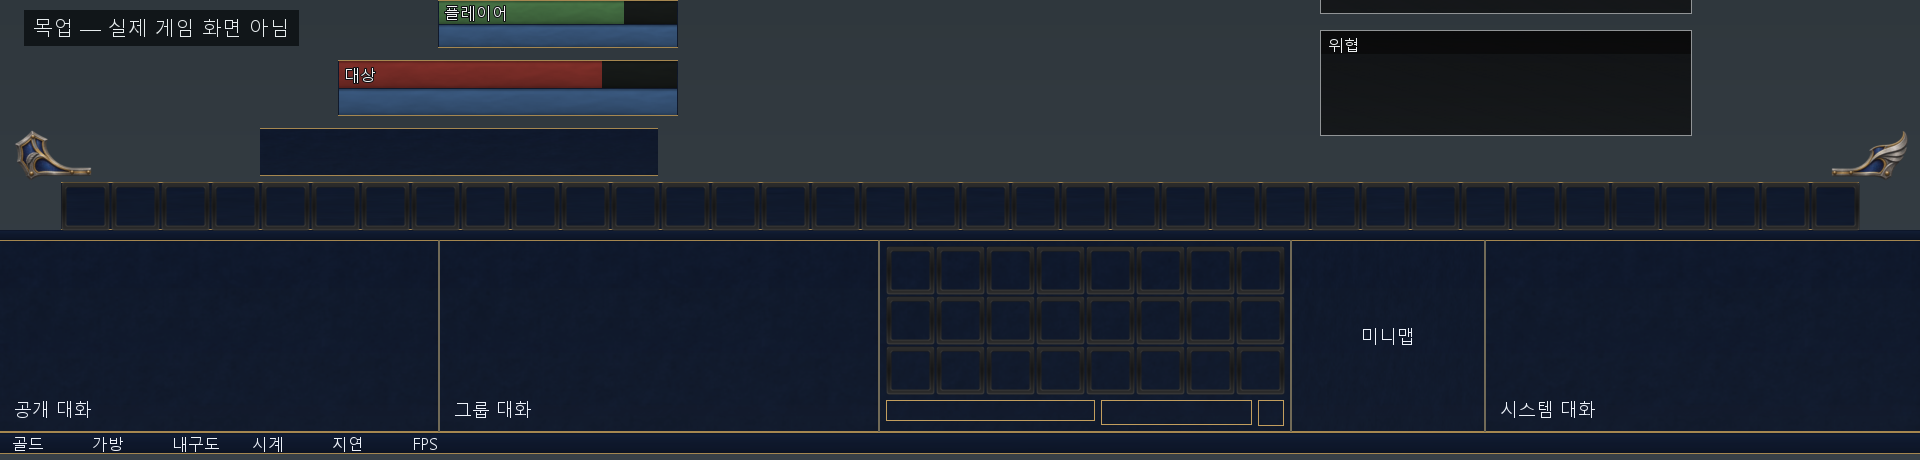 플레이어
목업 — 실제 게임 화면 아님
위협
대상
미니맵
공개 대화
그룹 대화
시스템 대화
골드 가방 내구도 시계 지연 FPS